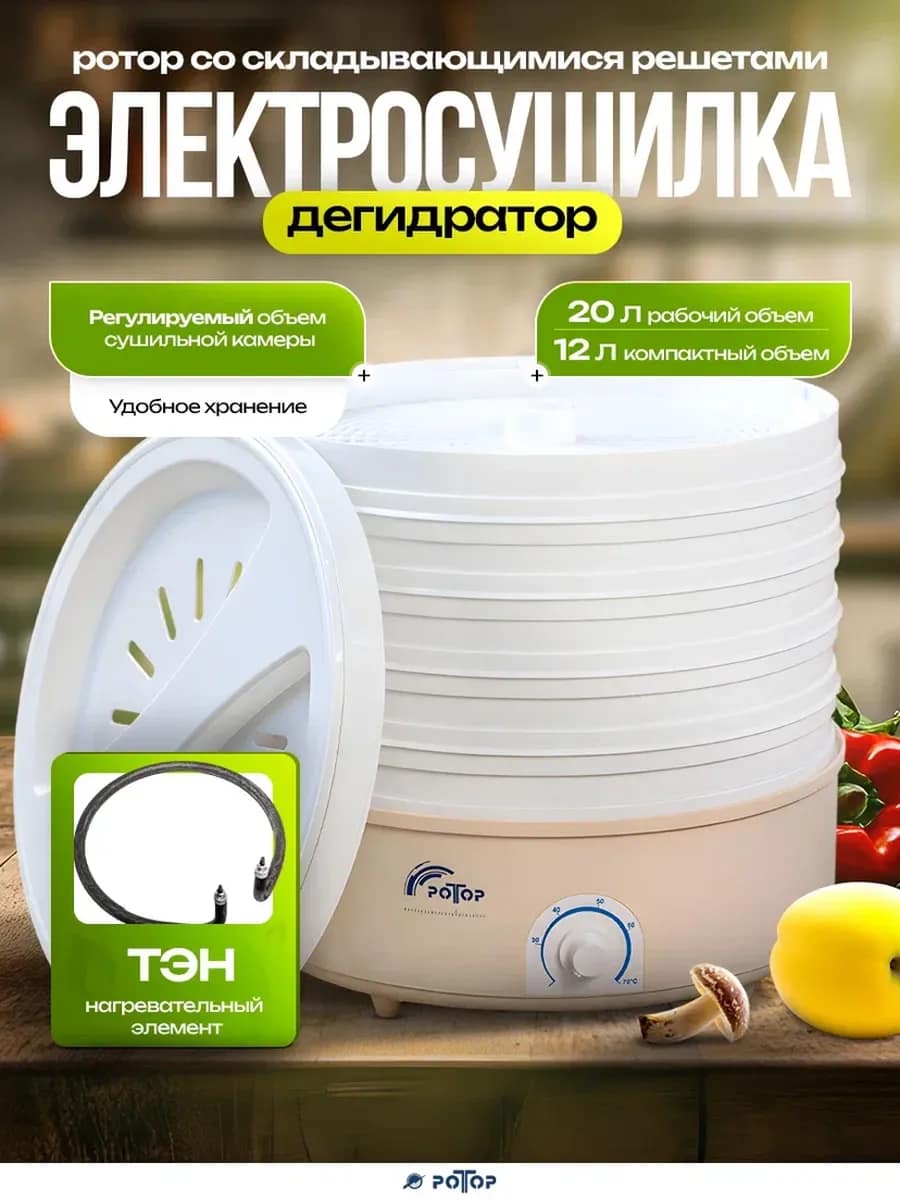 ротор со складывающимися решетами
ЭЛЕКТРОСУШИЛКА
дегидратор
Регулируемый объем
сушильной камеры
Удобное хранение
20 Л рабочий объем
12 Л компактный объем
РОТОР
30
40
50
60
70°C
ТЭН
нагревательный
элемент
РОТОР